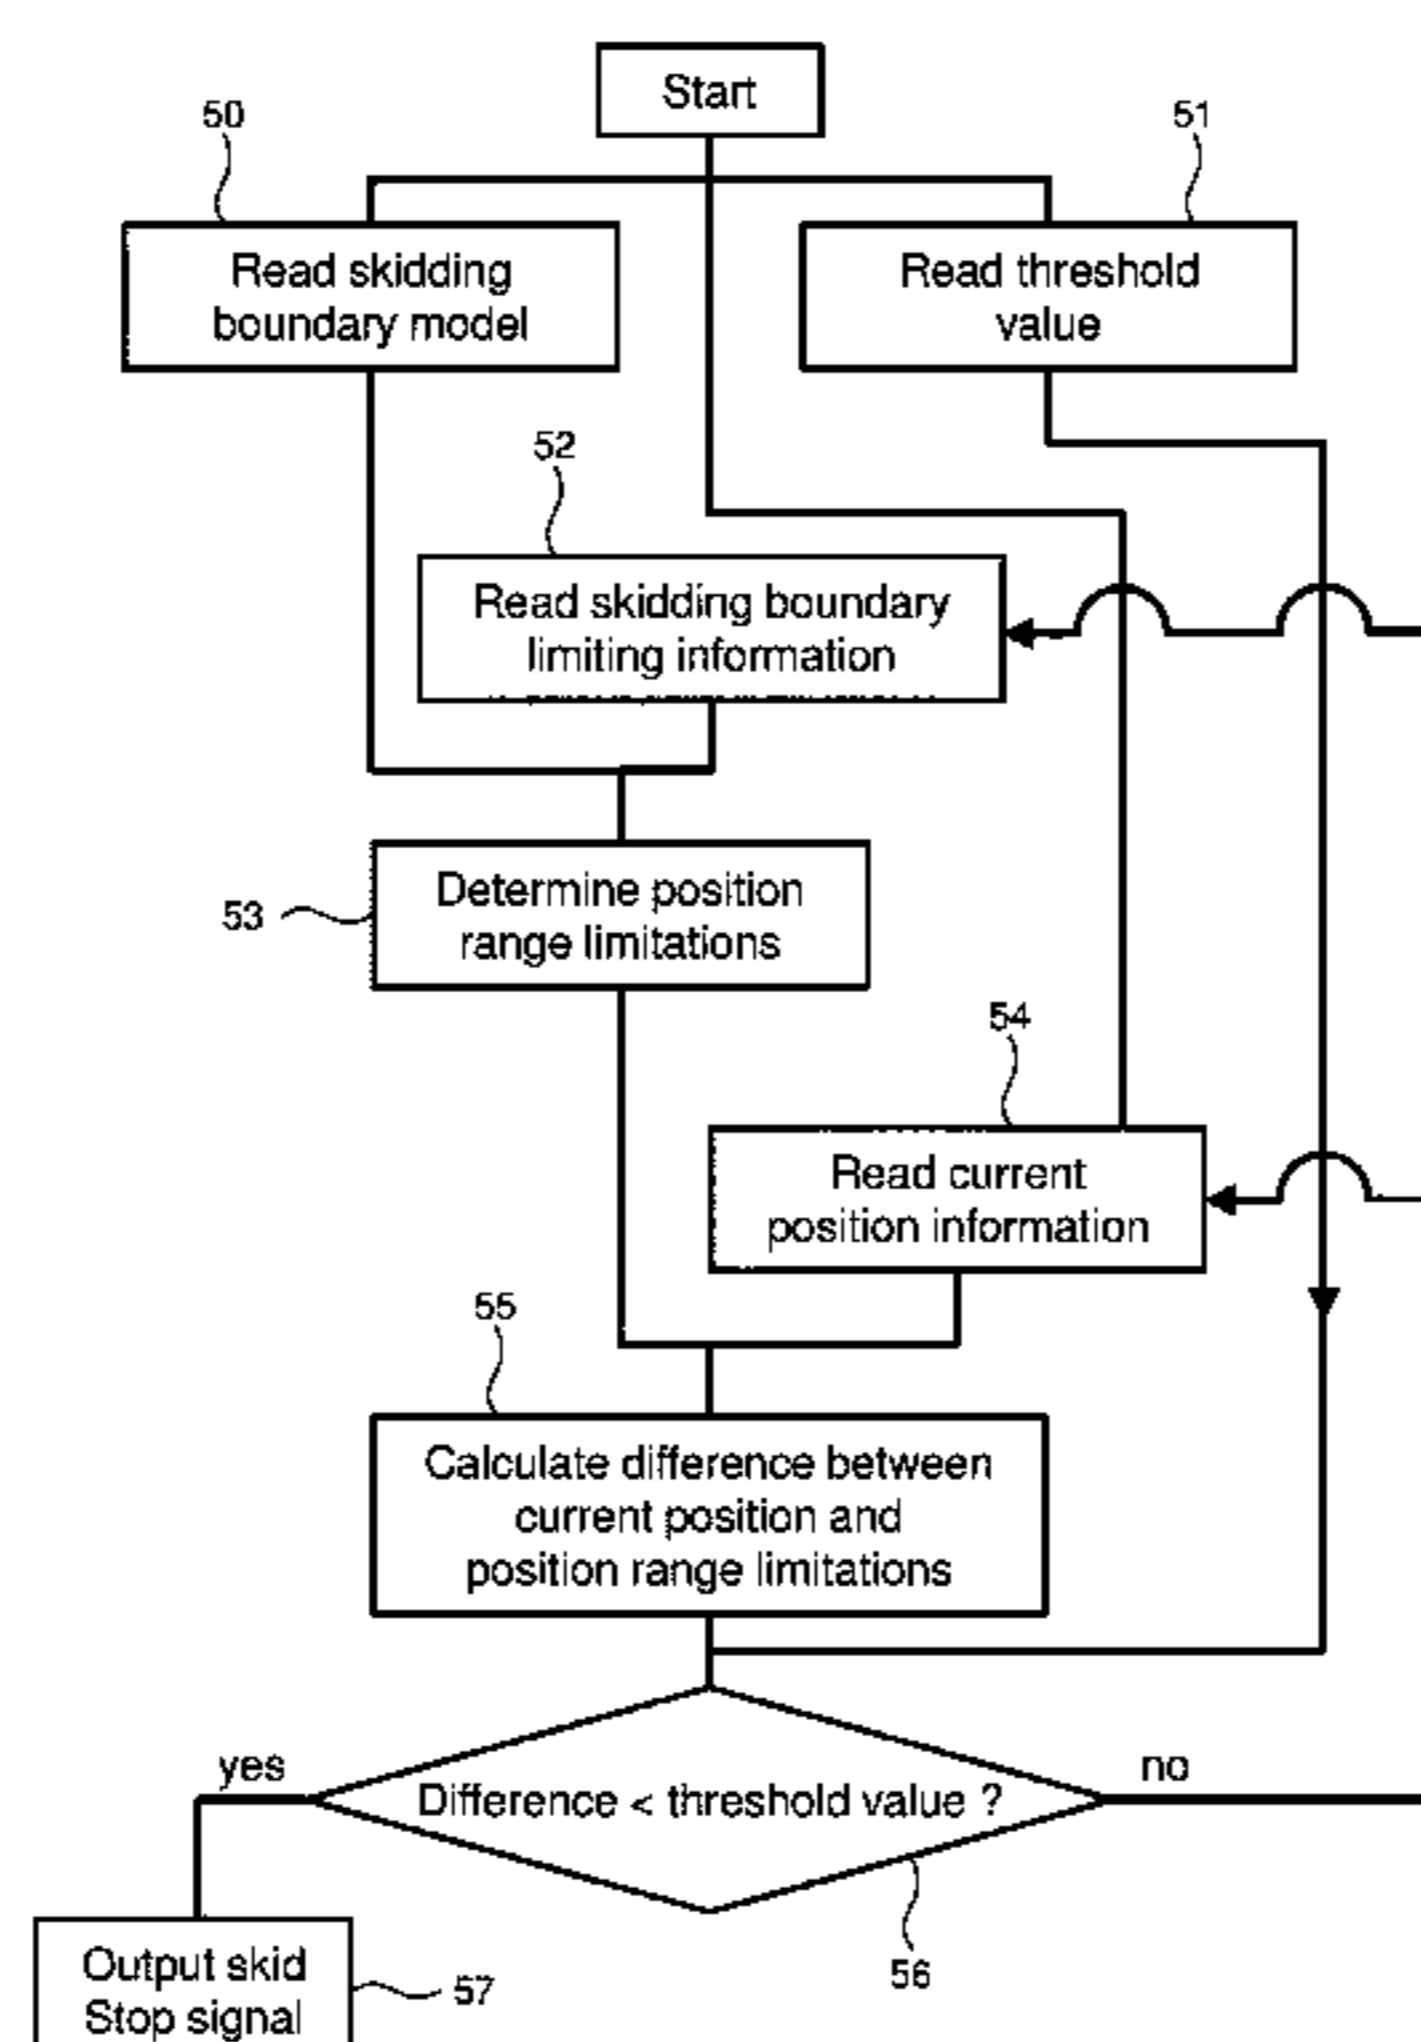 Start
50
51
Read skidding
boundary model
Read threshold
value
52
Read skidding boundary
limiting information
Determine position
range limitations
53
54
Read current
position information
55
Calculate difference between
current position and
position range limitations
yes
no
Difference < threshold value ?
56
Output skid
Stop signal
57